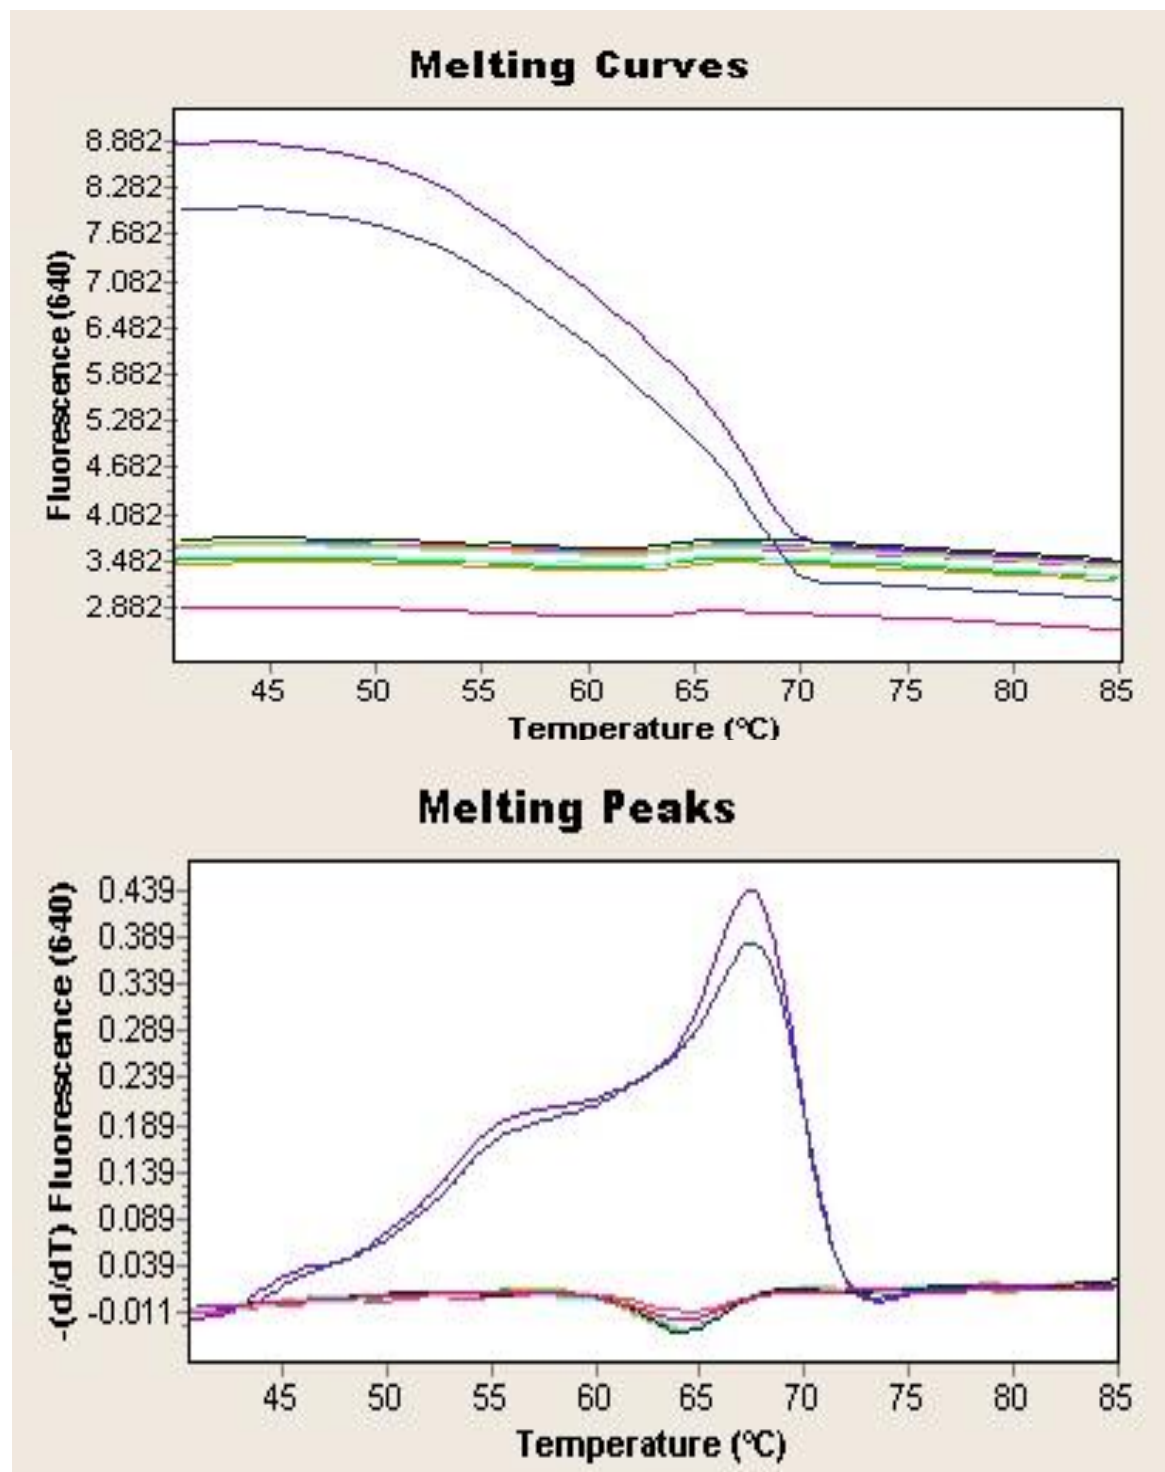 Melting Curves
Fluorescence (640)
8.882
8.282
7.682
7.082
6.482
5.882
5.282
4.682
4.082
3.482
2.882
45 50 55 60 65 70 75 80 85
Temperature (ºC)
Melting Peaks
-(d/dT) Fluorescence (640)
0.439
0.389
0.339
0.289
0.239
0.189
0.139
0.089
0.039
-0.011
45 50 55 60 65 70 75 80 85
Temperature (ºC)